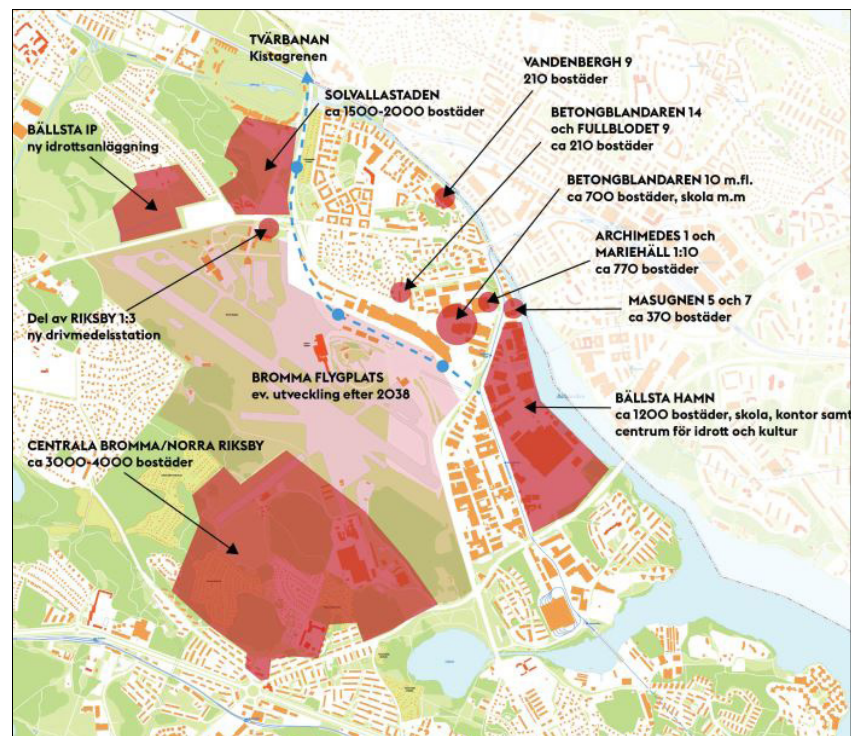 TVÄRBANAN
Kistagrenen
SOLVALLASTADEN
ca 1500-2000 bostäder
VANDENBERGH 9
210 bostäder
BETONGBLANDAREN 14
och FULLBLODET 9
ca 210 bostäder
BÄLLSTA IP
ny idrottsanläggning
BETONGBLANDAREN 10 m.fl.
ca 700 bostäder, skola m.m
ARCHIMEDES 1 och
MARIEHÄLL 1:10
ca 770 bostäder
MASUGNEN 5 och 7
ca 370 bostäder
Del av RIKSBY 1:3
ny drivmedelsstation
BROMMA FLYGPLATS
ev. utveckling efter 2038
BÄLLSTA HAMN
ca 1200 bostäder, skola, kontor samt
centrum för idrott och kultur
CENTRALA BROMMA/NORRA RIKSBY
ca 3000-4000 bostäder